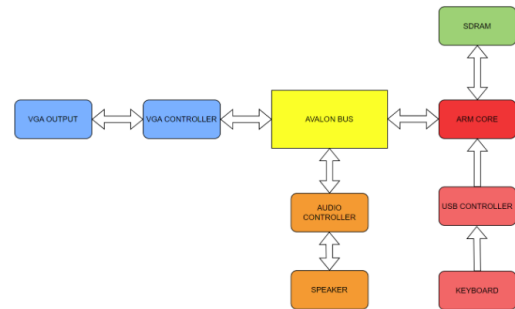 SDRAM
VGA OUTPUT
VGA CONTROLLER
AVALON BUS
ARM CORE
AUDIO
CONTROLLER
USB CONTROLLER
SPEAKER
KEYBOARD